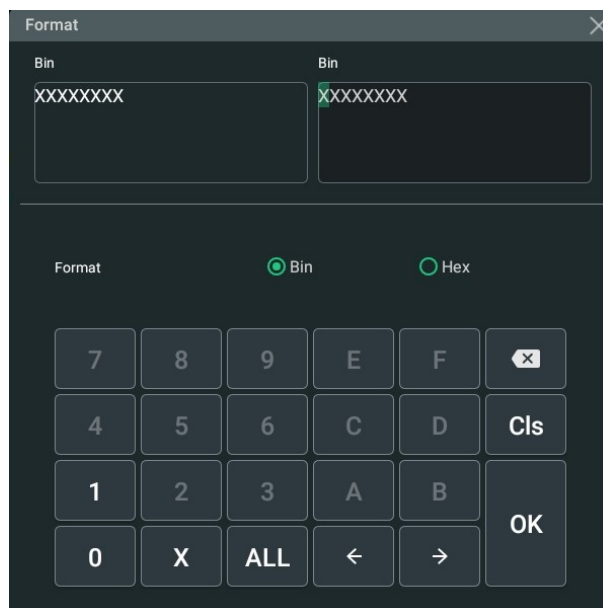 Format
Bin
Bin
XXXXXXXX
XXXXXXXX
Format
Bin
Hex
7 8 9 E F
4 5 6 C D Cls
1 2 3 A B
OK
0 X ALL ← →